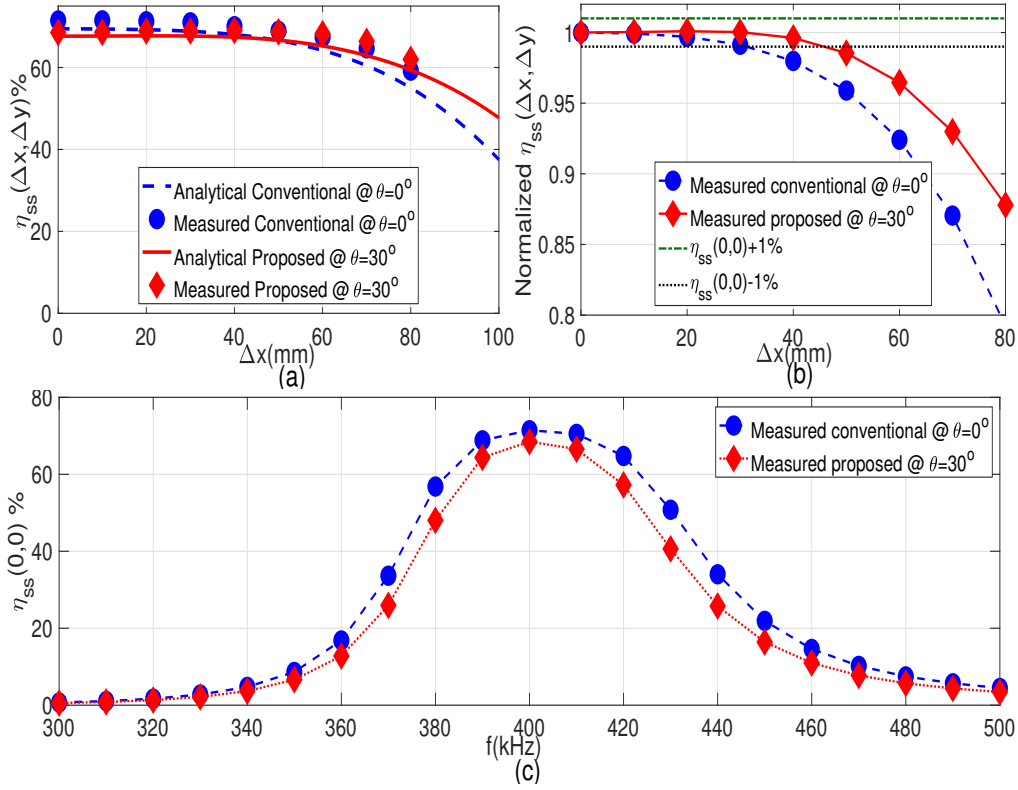 η_ss(Δx,Δy)%
60
40
20
0
Analytical Conventional @ θ=0°
Measured Conventional @ θ=0°
Analytical Proposed @ θ=30°
Measured Proposed @ θ=30°
0 20 40 60 80 100
Δx(mm)
(a)
Normalized η_ss(Δx,Δy)
1
0.95
0.9
0.85
0.8
Measured conventional @ θ=0°
Measured proposed @ θ=30°
η_ss(0,0)+1%
η_ss(0,0)-1%
0 20 40 60 80
Δx(mm)
(b)
η_ss(0,0) %
80
60
40
20
0
Measured conventional @ θ=0°
Measured proposed @ θ=30°
300 320 340 360 380 400 420 440 460 480 500
f(kHz)
(c)